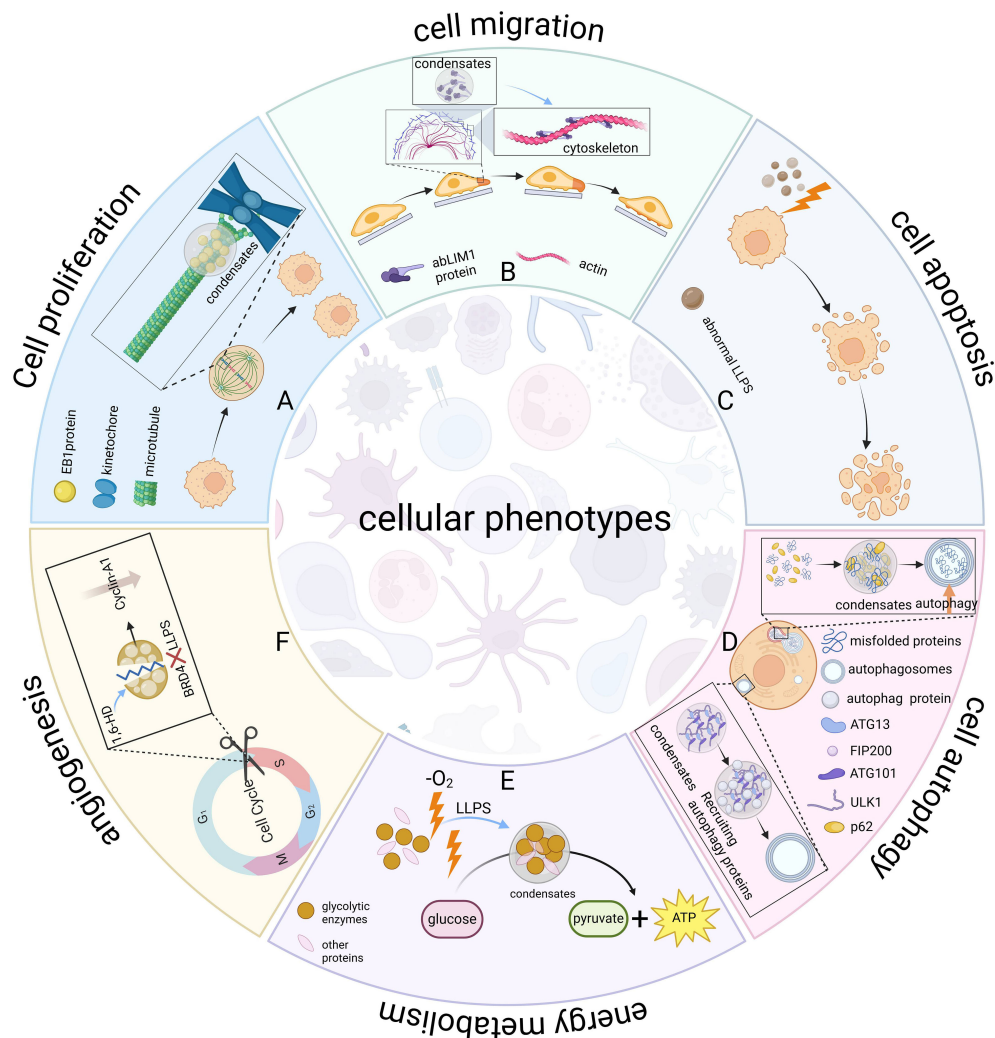 cell migration
condensates
cytoskeleton
abLIM1
protein
actin
B
Cell proliferation
condensates
EB1protein
kinetochore
microtubule
A
cell apoptosis
abnormal LLPS
C
cellular phenotypes
cell autophagy
condensates
autophagy
D
misfolded proteins
autophagosomes
autophag protein
ATG13
FIP200
ATG101
ULK1
p62
condensates
Recruiting
autophagy proteins
energy metabolism
E
-O2
LLPS
condensates
glycolytic
enzymes
other
proteins
glucose
pyruvate
+
ATP
angiogenesis
F
Cyclin-A1
BRD4 LLPS
1,6-HD
Cell Cycle
G1
S
G2
M